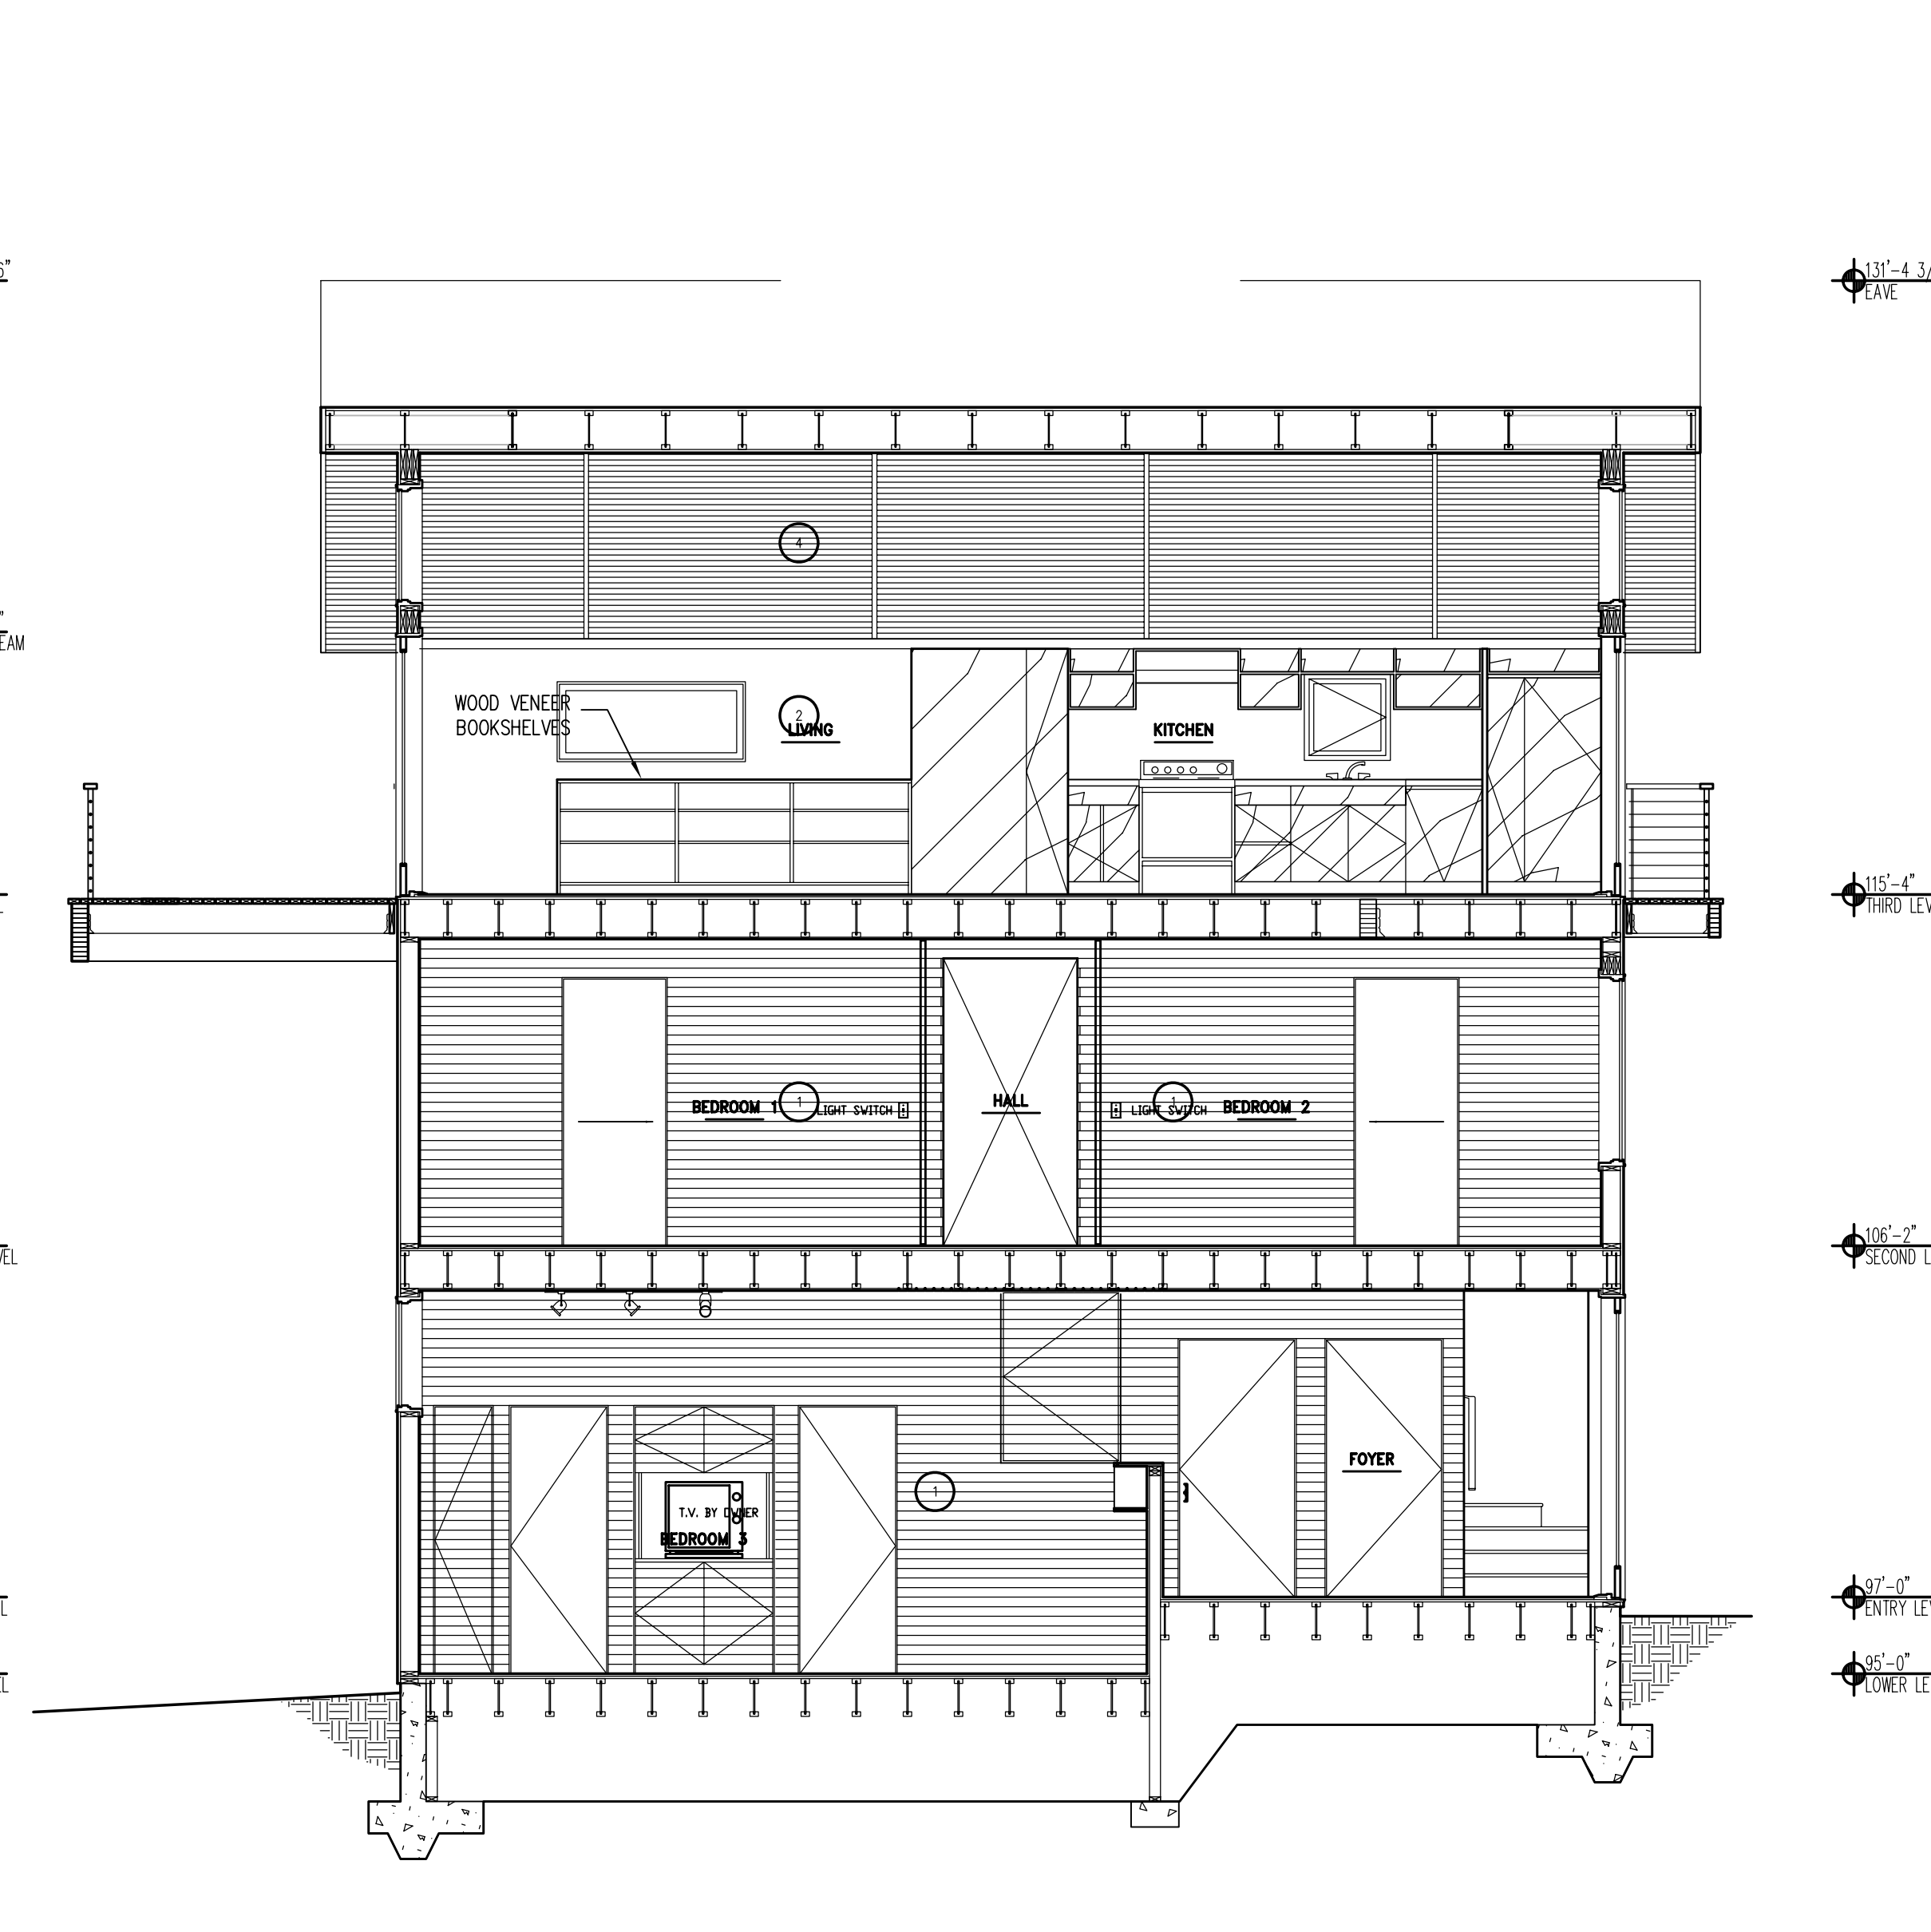 6"
131'-4 3/
EAVE
4
"
EAM
WOOD VENEER
BOOKSHELVES
2
LIVING
KITCHEN
115'-4"
THIRD LEV
BEDROOM 1
1
LIGHT SWITCH
HALL
LIGHT SWITCH
1
BEDROOM 2
106'-2"
VEL
SECOND L
FOYER
1
T.V. BY OWNER
BEDROOM 3
97'-0"
L
ENTRY LEV
95'-0"
EL
LOWER LE